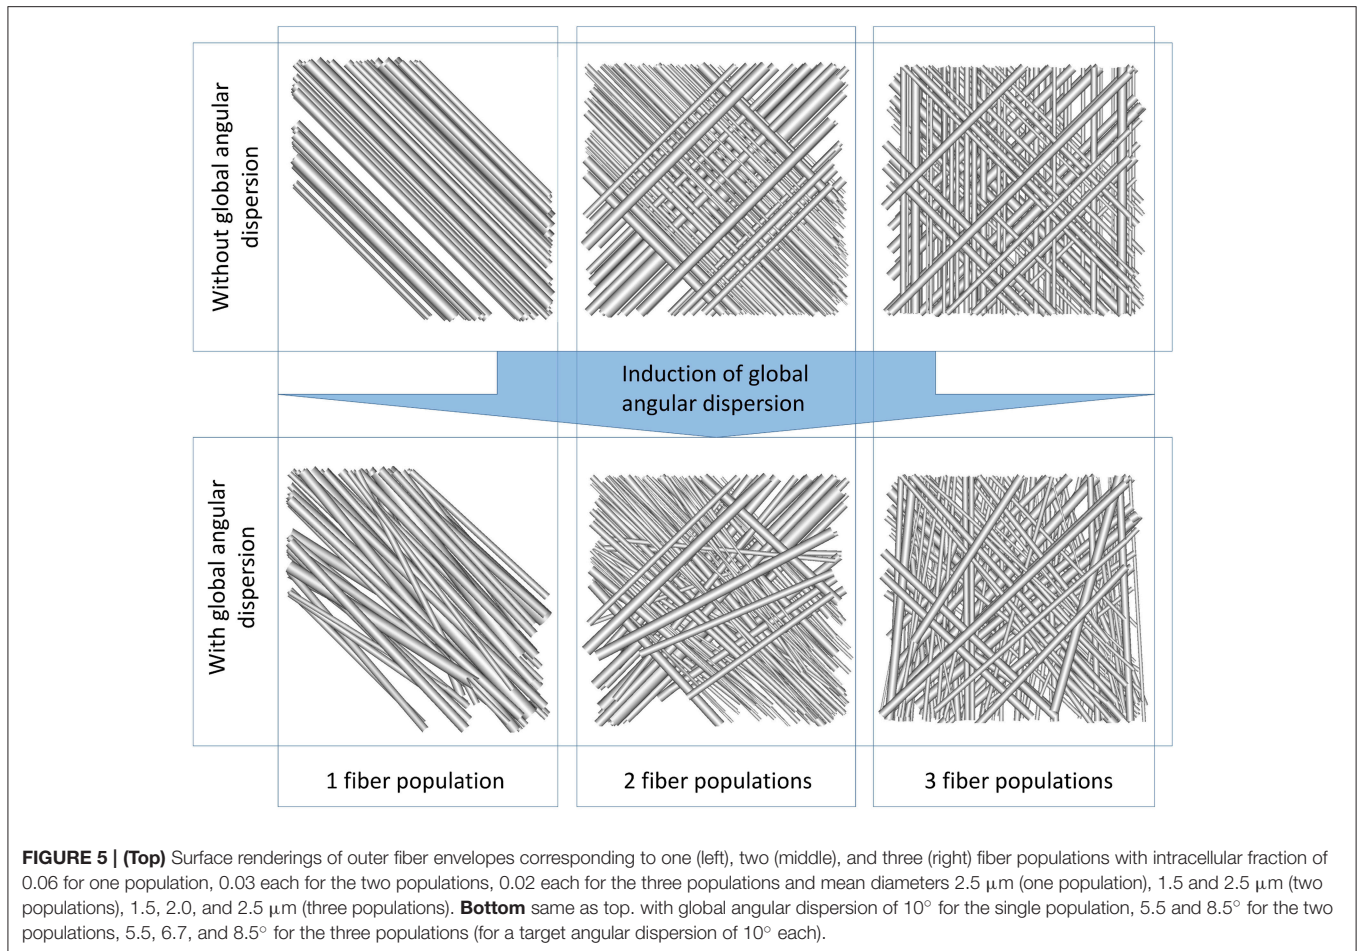 Without global angular
dispersion
Induction of global
angular dispersion
With global angular
dispersion
1 fiber population
2 fiber populations
3 fiber populations
FIGURE 5 | (Top) Surface renderings of outer fiber envelopes corresponding to one (left), two (middle), and three (right) fiber populations with intracellular fraction of
0.06 for one population, 0.03 each for the two populations, 0.02 each for the three populations and mean diameters 2.5 μm (one population), 1.5 and 2.5 μm (two
populations), 1.5, 2.0, and 2.5 μm (three populations). Bottom same as top. with global angular dispersion of 10° for the single population, 5.5 and 8.5° for the two
populations, 5.5, 6.7, and 8.5° for the three populations (for a target angular dispersion of 10° each).